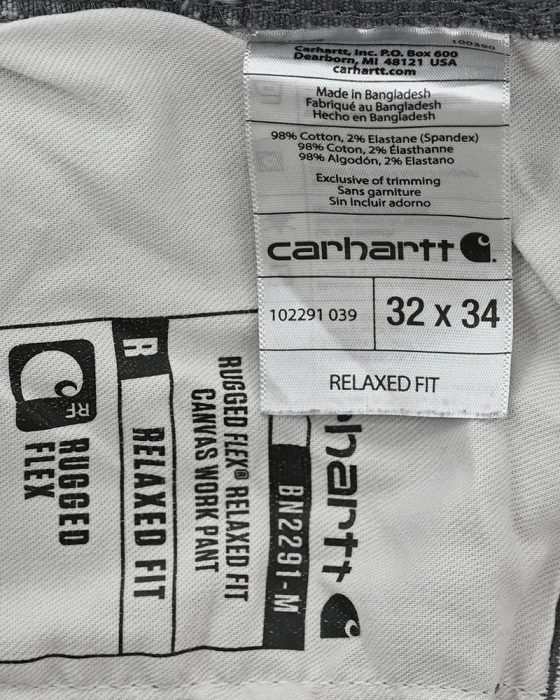 100390
Carhartt, Inc. P.O. Box 600
Dearborn, MI 48121 USA
carhartt.com
Made in Bangladesh
Fabriqué au Bangladesh
Hecho en Bangladesh
98% Cotton, 2% Elastane (Spandex)
98% Coton, 2% Élasthanne
98% Algodón, 2% Elastano
Exclusive of trimming
Sans garniture
Sin incluir adorno
carhartt
102291 039
32 x 34
RELAXED FIT
hartt
BN2291-M
RUGGED FLEX® RELAXED FIT
CANVAS WORK PANT
R
RELAXED FIT
RF
RUGGED
FLEX